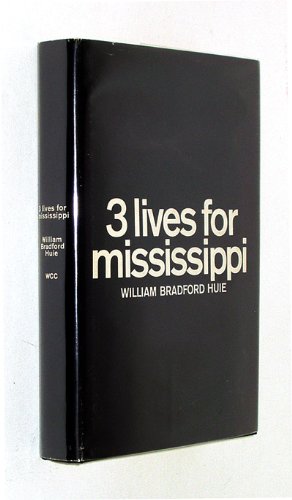 3 lives for
mississippi
William
Bradford
Huie
WCC
3 lives for
mississippi
WILLIAM BRADFORD HUIE